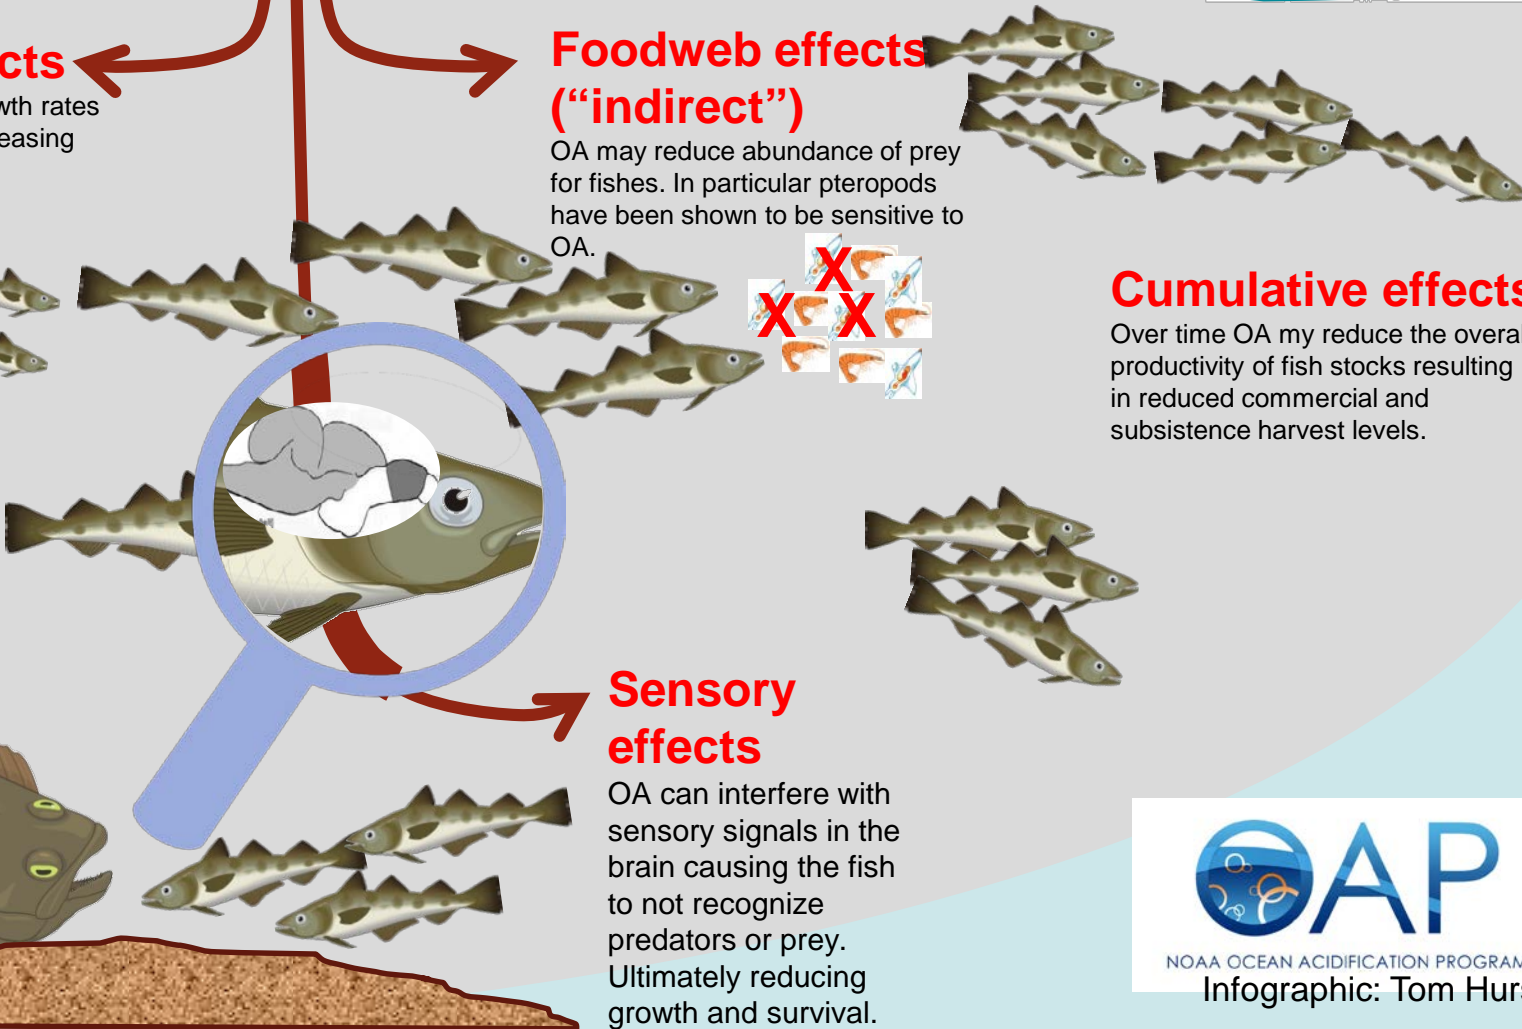 cts
wth rates
easing
Foodweb effects
(“indirect”)
OA may reduce abundance of prey
for fishes. In particular pteropods
have been shown to be sensitive to
OA.
X
X X
Cumulative effects
Over time OA my reduce the overal
productivity of fish stocks resulting
in reduced commercial and
subsistence harvest levels.
Sensory
effects
OA can interfere with
sensory signals in the
brain causing the fish
to not recognize
predators or prey.
Ultimately reducing
growth and survival.
OAP
NOAA OCEAN ACIDIFICATION PROGRAM
Infographic: Tom Hurs